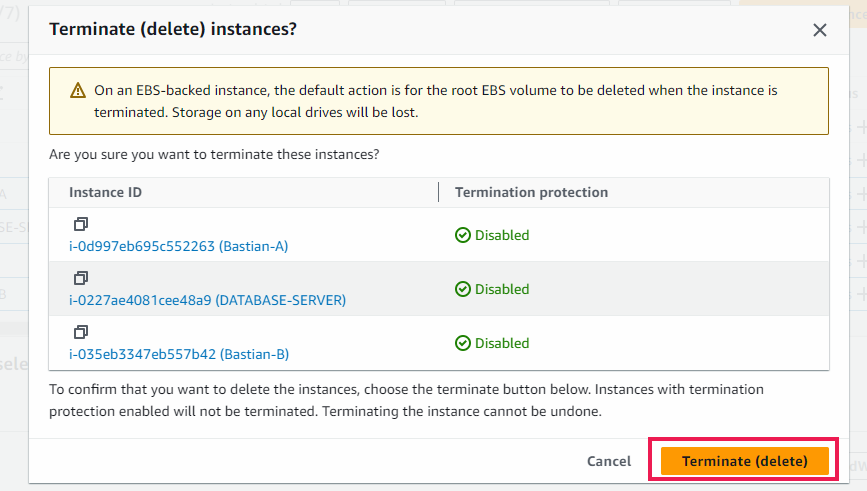 Terminate (delete) instances?
On an EBS-backed instance, the default action is for the root EBS volume to be deleted when the instance is
terminated. Storage on any local drives will be lost.
Are you sure you want to terminate these instances?
Instance ID Termination protection
i-0d997eb695c552263 (Bastian-A) Disabled
i-0227ae4081cee48a9 (DATABASE-SERVER) Disabled
i-035eb3347eb557b42 (Bastian-B) Disabled
To confirm that you want to delete the instances, choose the terminate button below. Instances with termination
protection enabled will not be terminated. Terminating the instance cannot be undone.
Cancel Terminate (delete)